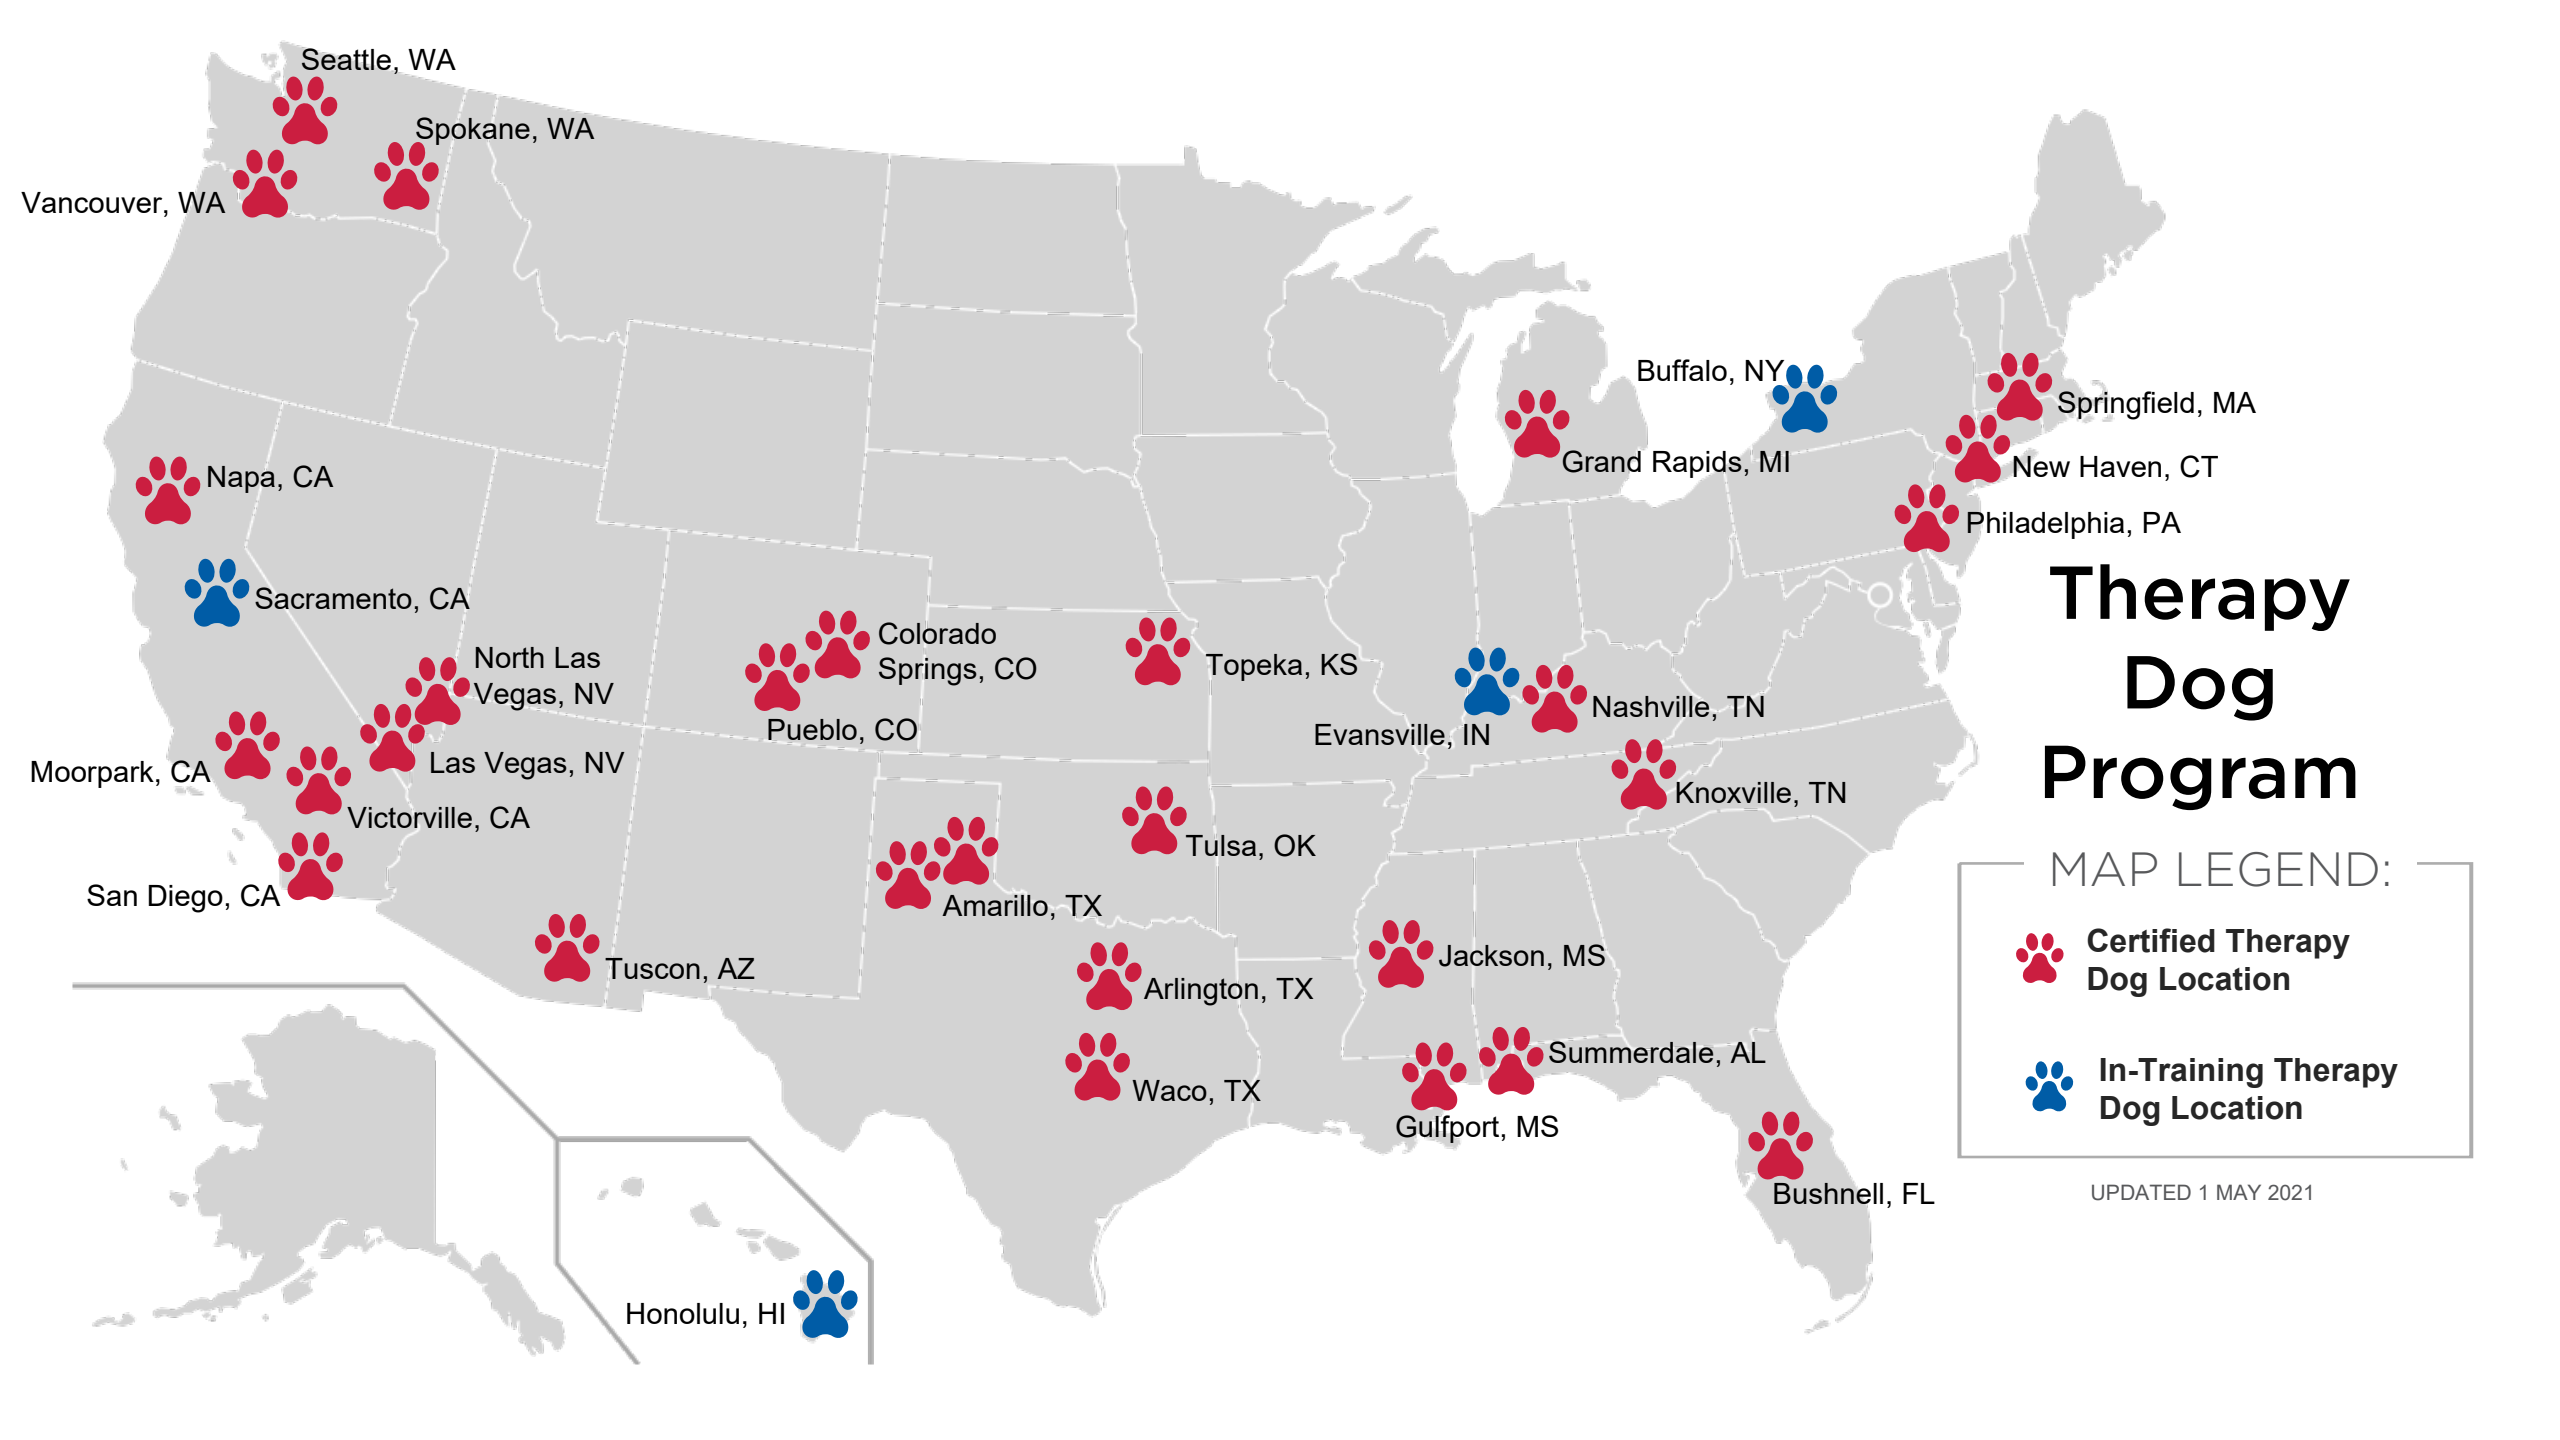 Seattle, WA
Spokane, WA
Vancouver, WA
Buffalo, NY
Springfield, MA
Grand Rapids, MI
New Haven, CT
Napa, CA
Philadelphia, PA
Sacramento, CA
Therapy
Dog
Program
Colorado
Springs, CO
North Las
Vegas, NV
Topeka, KS
Nashville, TN
Pueblo, CO
Evansville, IN
Las Vegas, NV
Moorpark, CA
Knoxville, TN
Victorville, CA
Tulsa, OK
San Diego, CA
Amarillo, TX
Jackson, MS
Tuscon, AZ
Arlington, TX
Summerdale, AL
Waco, TX
Gulfport, MS
Bushnell, FL
Honolulu, HI
MAP LEGEND:
Certified Therapy
Dog Location
In-Training Therapy
Dog Location
UPDATED 1 MAY 2021